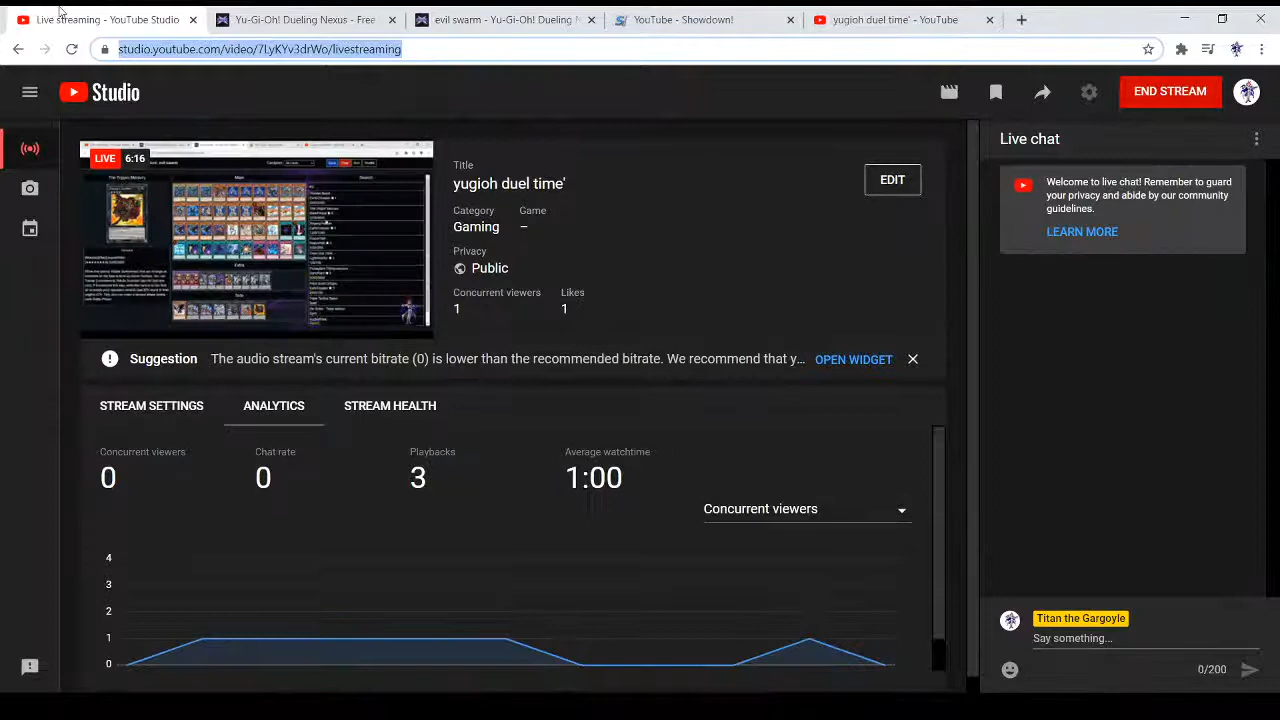 Live streaming - YouTube Studio
Yu-Gi-Oh! Dueling Nexus - Free
evil swarm - Yu-Gi-Oh! Dueling N
YouTube - Showdown!
yugioh duel time` - YouTube
studio.youtube.com/video/7LyKYv3drWo/livestreaming
Studio
END STREAM
LIVE 6:16
Title
yugioh duel time'
EDIT
Category Game
Gaming –
Privacy
Public
Concurrent viewers Likes
1 1
Suggestion The audio stream's current bitrate (0) is lower than the recommended bitrate. We recommend that y... OPEN WIDGET
STREAM SETTINGS ANALYTICS STREAM HEALTH
Concurrent viewers Chat rate Playbacks Average watchtime
0 0 3 1:00
Concurrent viewers
4
3
2
1
0
Live chat
Welcome to live chat! Remember to guard
your privacy and abide by our community
guidelines.
LEARN MORE
Titan the Gargoyle
Say something...
0/200